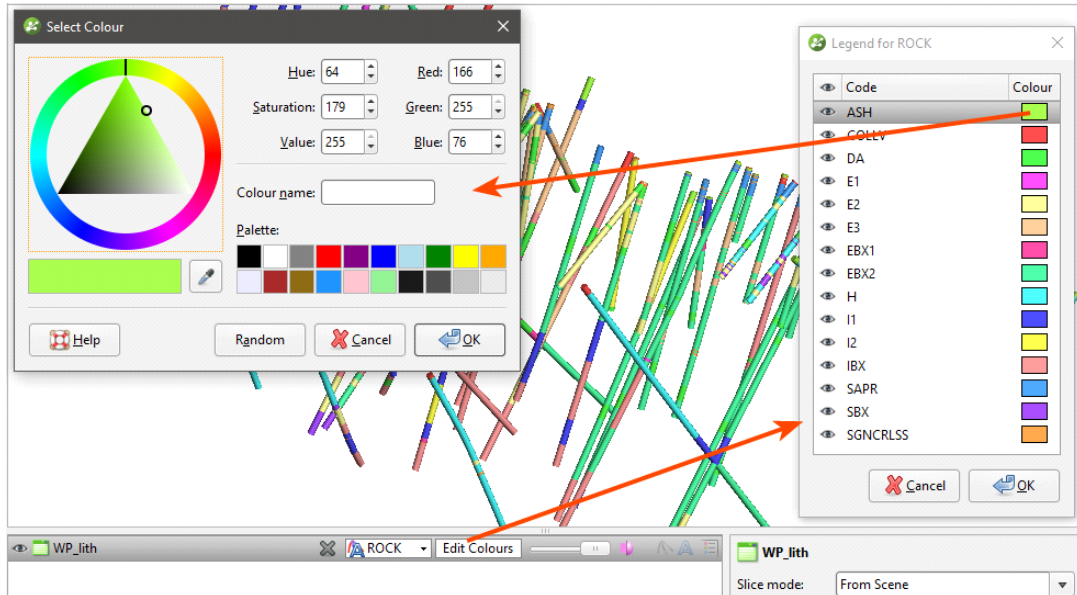 Select Colour
Hue: 64
Red: 166
Saturation: 179
Green: 255
Value: 255
Blue: 76
Colour name:
Palette:
Help
Random
Cancel
OK
Legend for ROCK
Code Colour
ASH
COLLV
DA
E1
E2
E3
EBX1
EBX2
H
I1
I2
IBX
SAPR
SBX
SGNCRLSS
Cancel
OK
WP_lith
ROCK
Edit Colours
WP_lith
Slice mode: From Scene